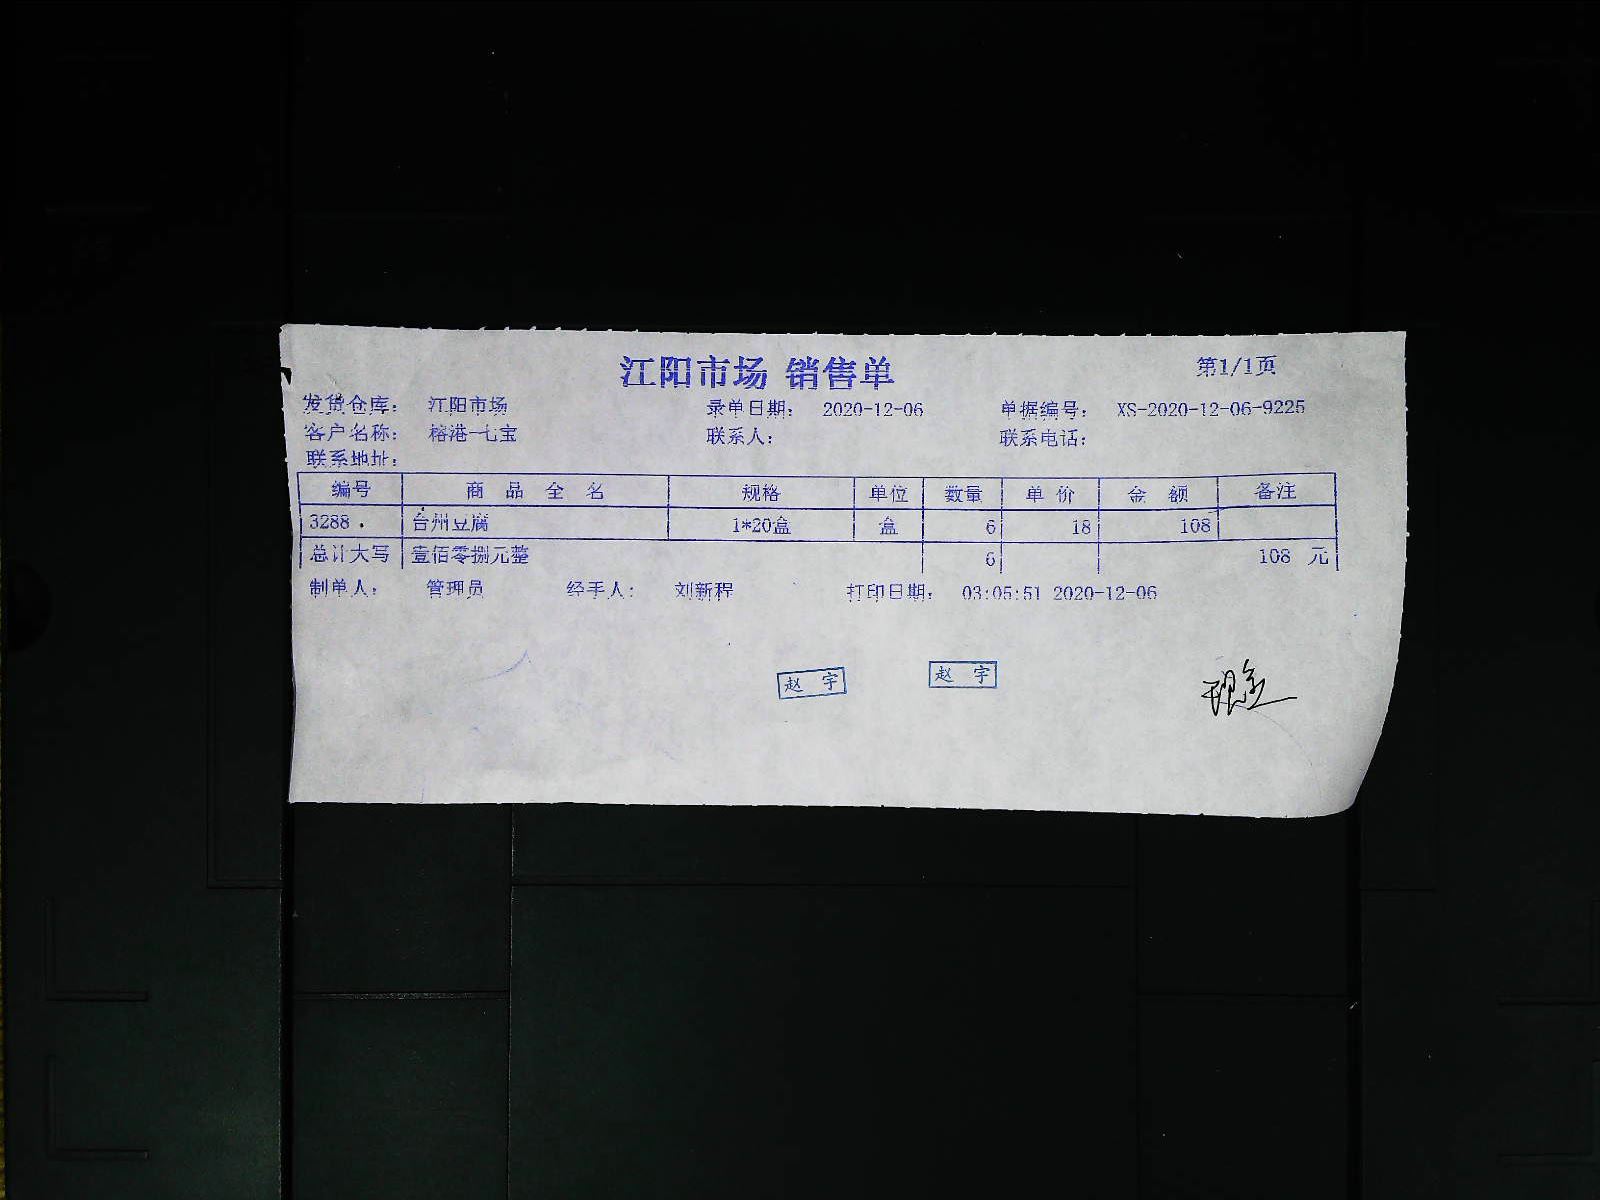 江阳市场 销售单 第1/1页
发货仓库： 江阳市场 录单日期： 2020-12-06 单据编号： XS-2020-12-06-9225
客户名称： 榕港-七宝 联系人： 联系电话：
联系地址：
编号 商品全名 规格 单位 数量 单价 金额 备注
3288 台州豆腐 1*20盒 盒 6 18 108
总计大写 壹佰零捌元整 6 108 元
制单人： 管理员 经手人： 刘新程 打印日期： 03:05:51 2020-12-06
赵宇 赵宇